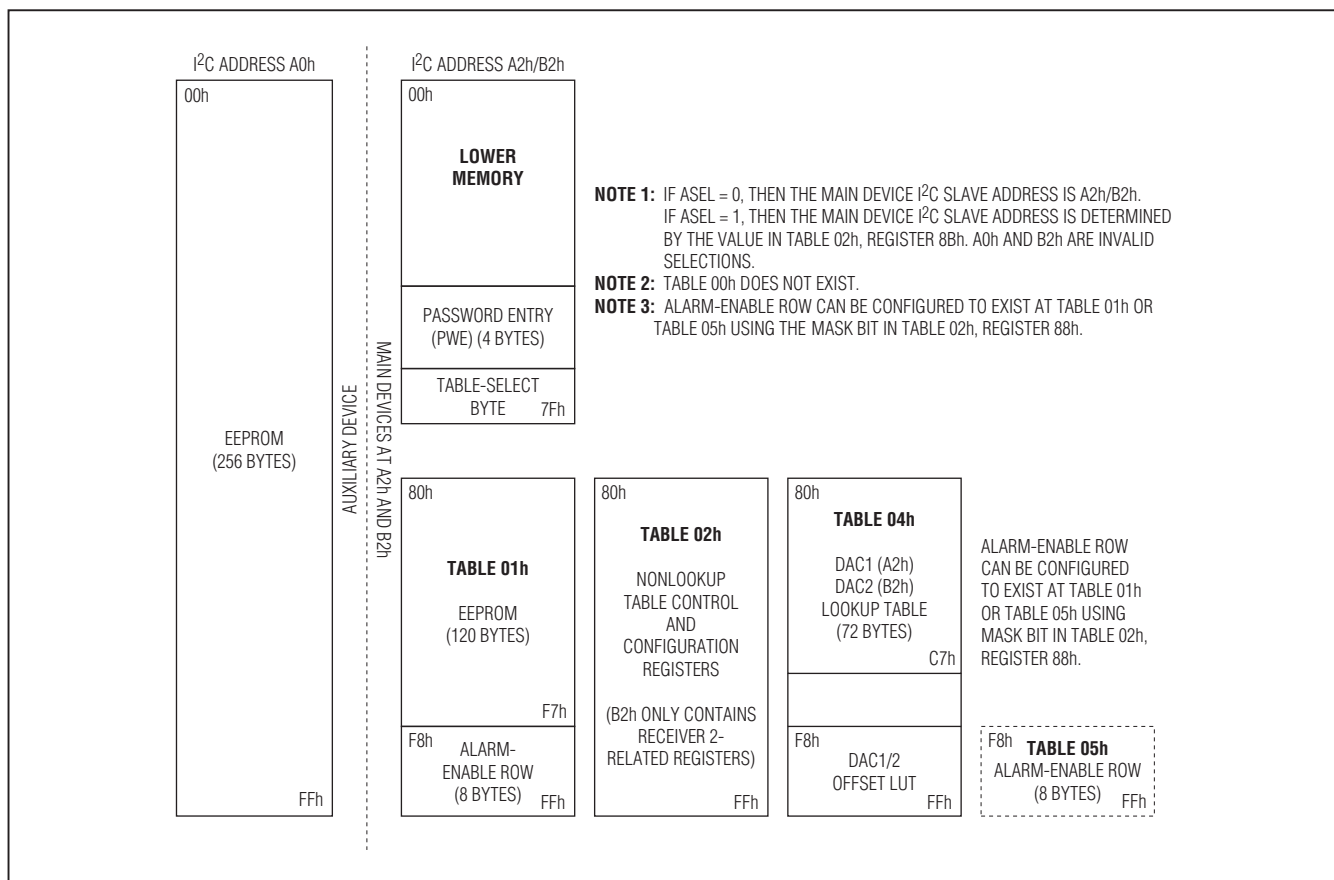 I2C ADDRESS A0h
00h
EEPROM
(256 BYTES)
FFh
AUXILIARY DEVICE
MAIN DEVICES AT A2h AND B2h
I2C ADDRESS A2h/B2h
00h
LOWER
MEMORY
PASSWORD ENTRY
(PWE) (4 BYTES)
TABLE-SELECT
BYTE 7Fh
NOTE 1: IF ASEL = 0, THEN THE MAIN DEVICE I2C SLAVE ADDRESS IS A2h/B2h.
IF ASEL = 1, THEN THE MAIN DEVICE I2C SLAVE ADDRESS IS DETERMINED
BY THE VALUE IN TABLE 02h, REGISTER 8Bh. A0h AND B2h ARE INVALID
SELECTIONS.
NOTE 2: TABLE 00h DOES NOT EXIST.
NOTE 3: ALARM-ENABLE ROW CAN BE CONFIGURED TO EXIST AT TABLE 01h OR
TABLE 05h USING THE MASK BIT IN TABLE 02h, REGISTER 88h.
80h
TABLE 01h
EEPROM
(120 BYTES)
F7h
F8h
ALARM-
ENABLE ROW
(8 BYTES) FFh
80h
TABLE 02h
NONLOOKUP
TABLE CONTROL
AND
CONFIGURATION
REGISTERS
(B2h ONLY CONTAINS
RECEIVER 2-
RELATED REGISTERS)
FFh
80h
TABLE 04h
DAC1 (A2h)
DAC2 (B2h)
LOOKUP TABLE
(72 BYTES)
C7h
F8h
DAC1/2
OFFSET LUT FFh
ALARM-ENABLE ROW
CAN BE CONFIGURED
TO EXIST AT TABLE 01h
OR TABLE 05h USING
MASK BIT IN TABLE 02h,
REGISTER 88h.
F8h TABLE 05h
ALARM-ENABLE ROW
(8 BYTES) FFh